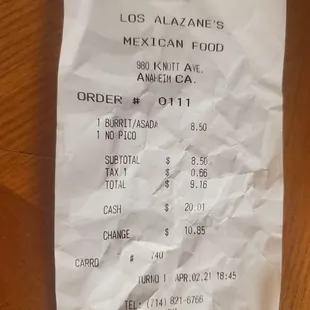 LOS ALAZANE'S
MEXICAN FOOD
980 KNOTT AVE.
ANAHEIM CA.
ORDER # 0111
1 BURRIT/ASADA 8.50
1 NO PICO
SUBTOTAL $ 8.50
TAX 1 $ 0.66
TOTAL $ 9.16
CASH $ 20.01
CHANGE $ 10.85
CARRO # 740
TURNO 1 APR.02.21 18:45
TEL: (714) 821-6766